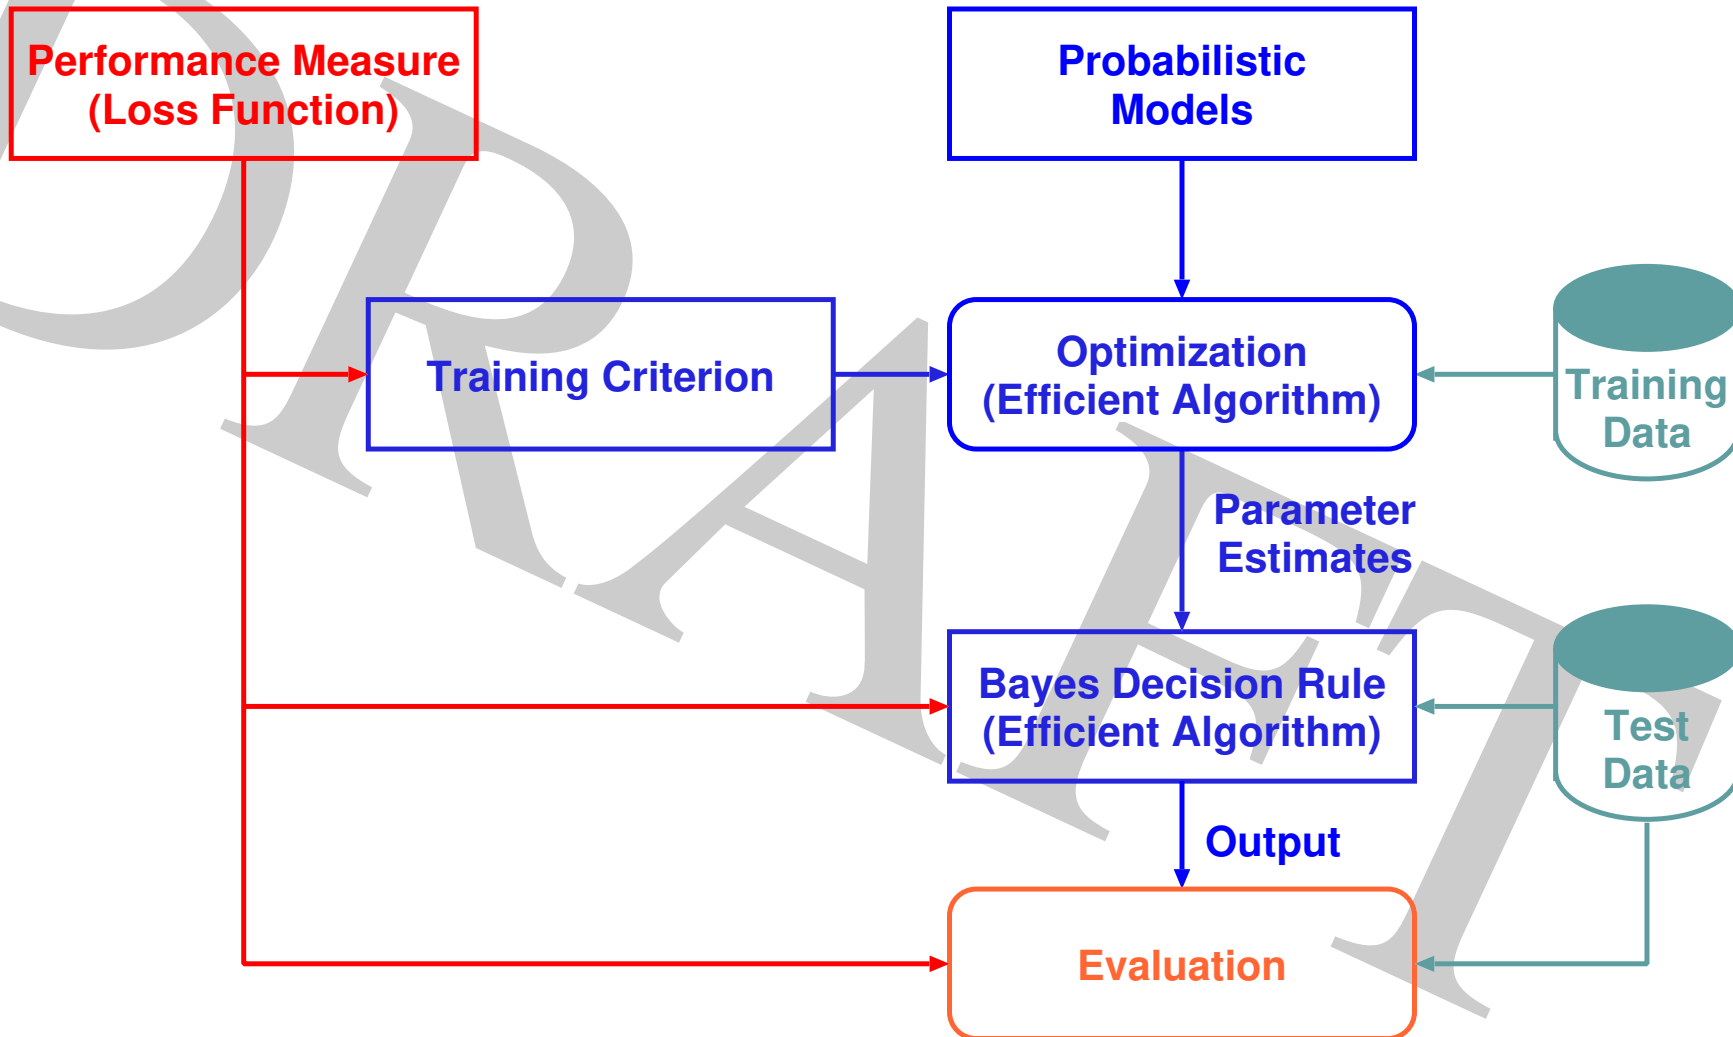 Performance Measure
(Loss Function)
Probabilistic
Models
Training Criterion
Optimization
(Efficient Algorithm)
Training
Data
Parameter
Estimates
Bayes Decision Rule
(Efficient Algorithm)
Test
Data
Output
Evaluation
DRAFT